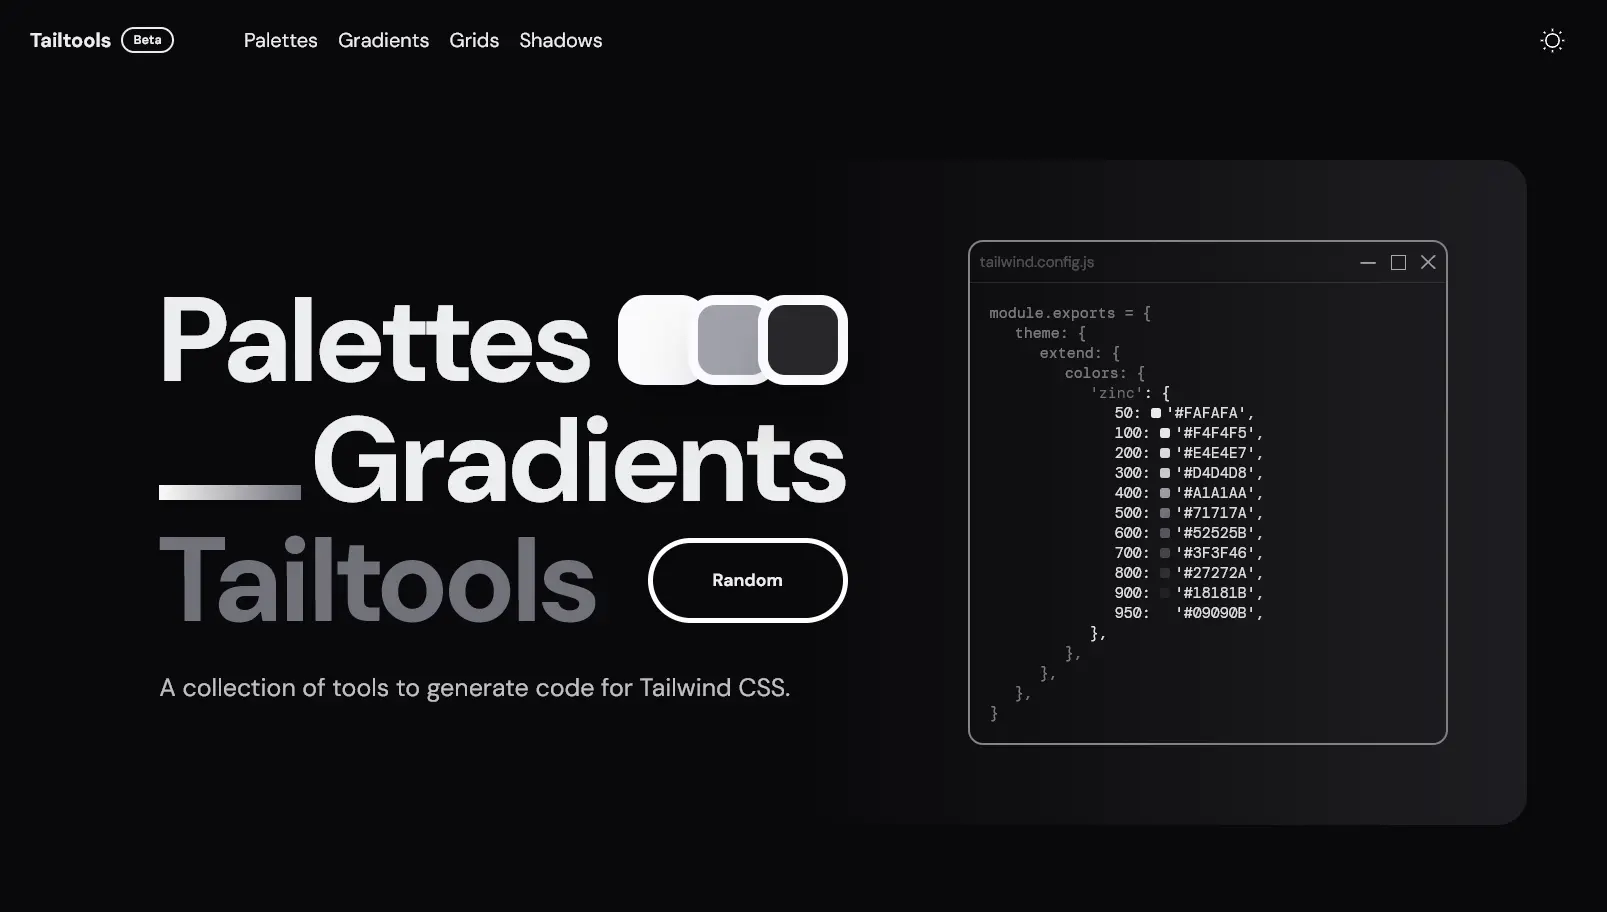 Tailtools Beta Palettes Gradients Grids Shadows
Palettes
Gradients
Tailtools Random
A collection of tools to generate code for Tailwind CSS.
tailwind.config.js
module.exports = {
theme: {
extend: {
colors: {
'zinc': {
50: '#FAFAFA',
100: '#F4F4F5',
200: '#E4E4E7',
300: '#D4D4D8',
400: '#A1A1AA',
500: '#71717A',
600: '#52525B',
700: '#3F3F46',
800: '#27272A',
900: '#18181B',
950: '#09090B',
},
},
},
},
}